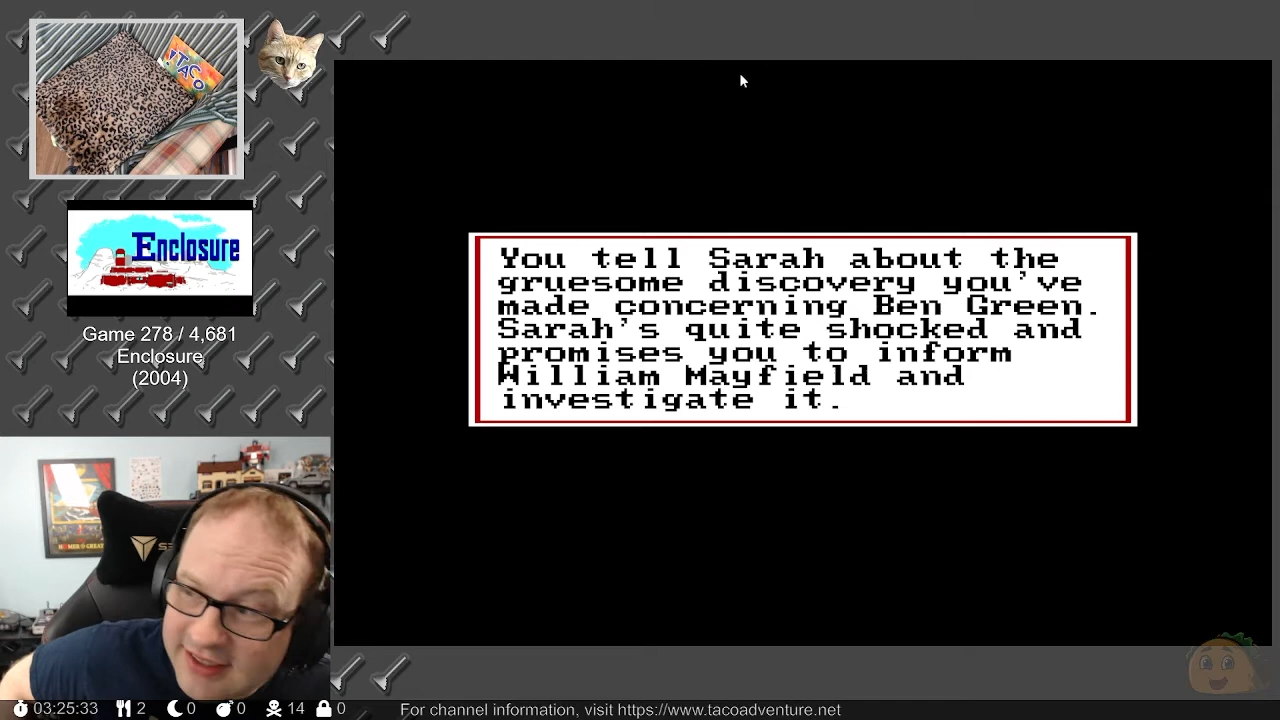 ¡TACO
Enclosure
Game 278 / 4,681
Enclosure
(2004)
You tell Sarah about the
gruesome discovery you've
made concerning Ben Green.
Sarah's quite shocked and
promises you to inform
William Mayfield and
investigate it.
03:25:33 2 0 0 14 0
For channel information, visit https://www.tacoadventure.net